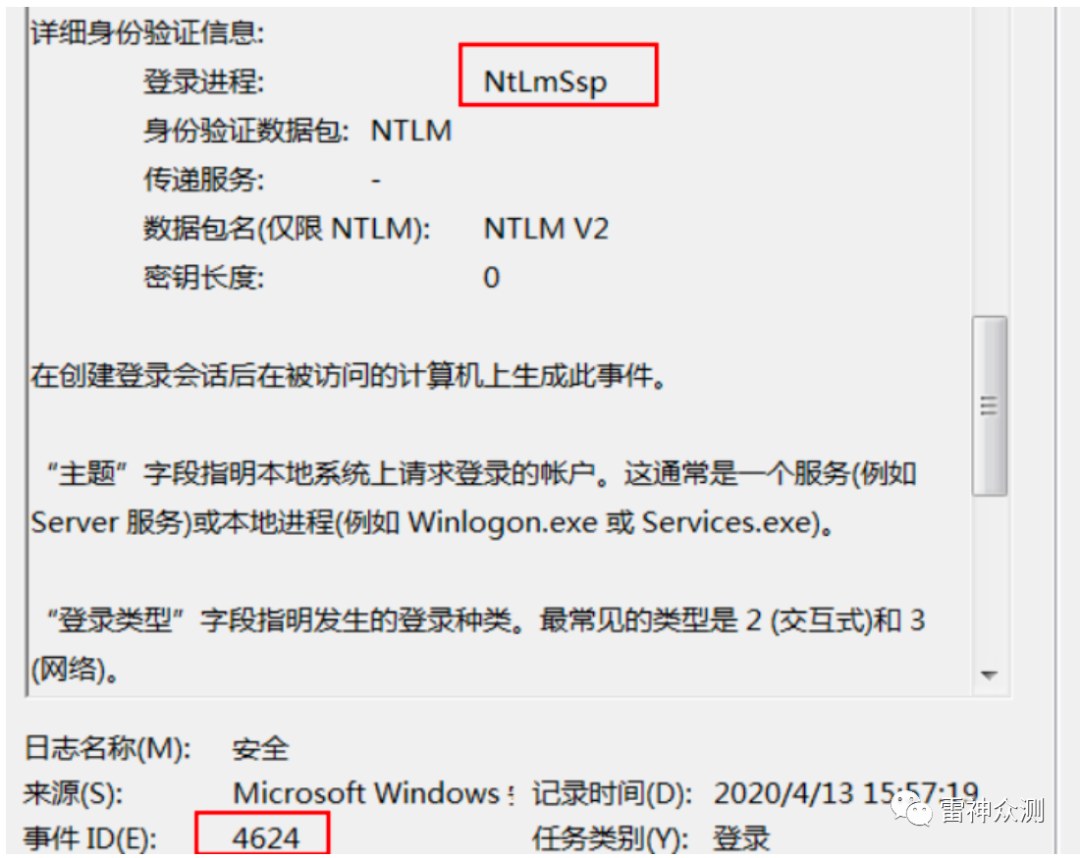 详细身份验证信息:
登录进程: NtLmSsp
身份验证数据包: NTLM
传递服务: -
数据包名(仅限 NTLM): NTLM V2
密钥长度: 0
在创建登录会话后在被访问的计算机上生成此事件。
“主题”字段指明本地系统上请求登录的帐户。这通常是一个服务(例如
Server 服务)或本地进程(例如 Winlogon.exe 或 Services.exe)。
“登录类型”字段指明发生的登录种类。最常见的类型是 2 (交互式)和 3
(网络)。
日志名称(M): 安全
来源(S): Microsoft Windows 记录时间(D): 2020/4/13 15:57:19
事件 ID(E): 4624 任务类别(Y): 登录
雷神众测